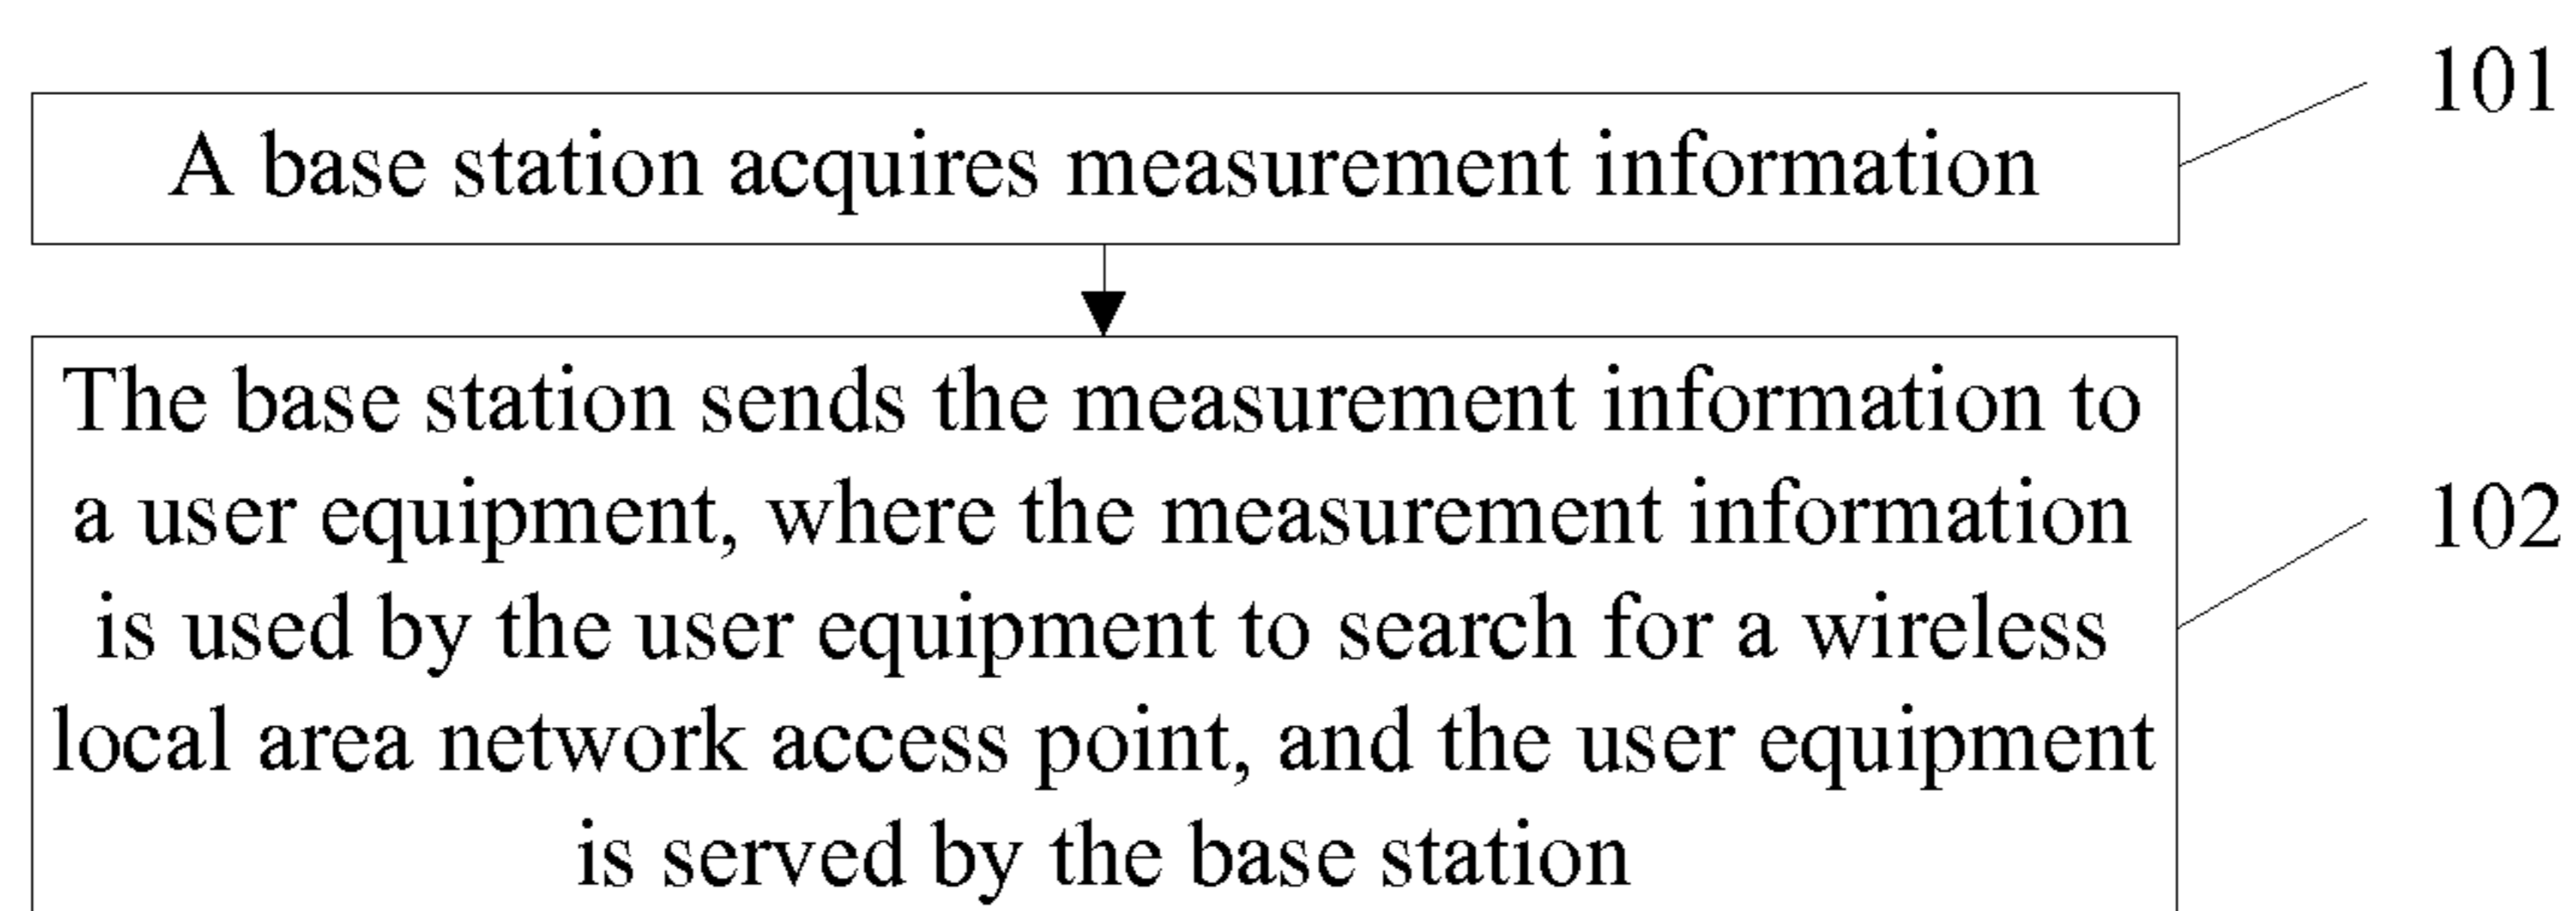 101
A base station acquires measurement information
The base station sends the measurement information to
a user equipment, where the measurement information
102
is used by the user equipment to search for a wireless
local area network access point, and the user equipment
is served by the base station